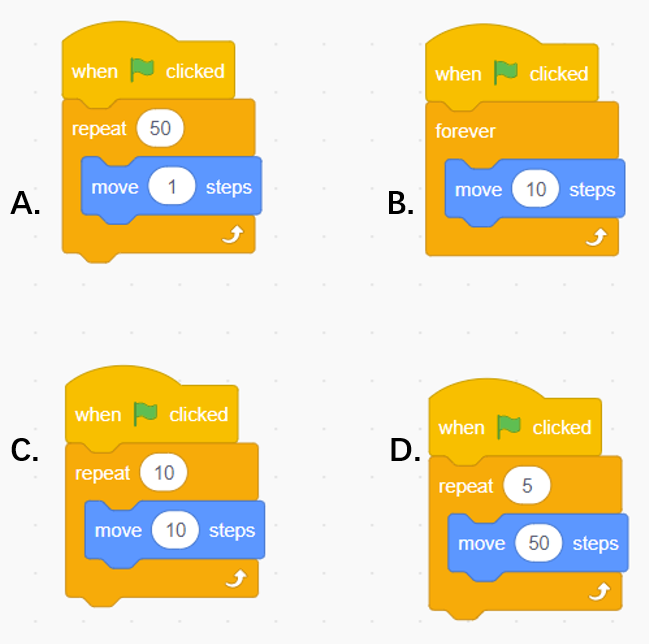 when clicked
repeat 50
A. move 1 steps
when clicked
forever
B. move 10 steps
when clicked
repeat 10
C. move 10 steps
when clicked
repeat 5
D. move 50 steps